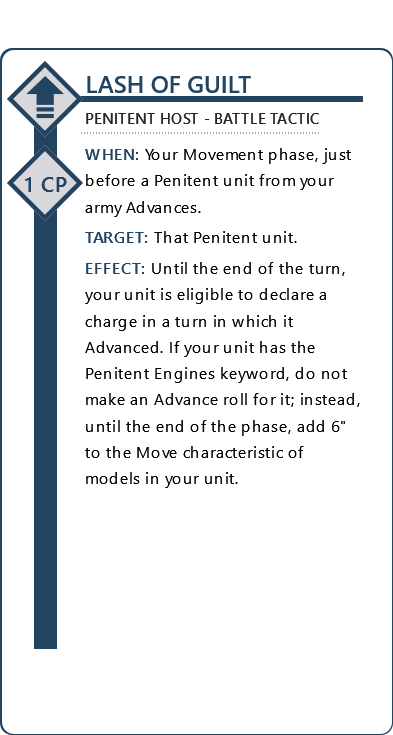 LASH OF GUILT
PENITENT HOST - BATTLE TACTIC
WHEN: Your Movement phase, just
before a Penitent unit from your
army Advances.
1 CP
TARGET: That Penitent unit.
EFFECT: Until the end of the turn,
your unit is eligible to declare a
charge in a turn in which it
Advanced. If your unit has the
Penitent Engines keyword, do not
make an Advance roll for it; instead,
until the end of the phase, add 6"
to the Move characteristic of
models in your unit.